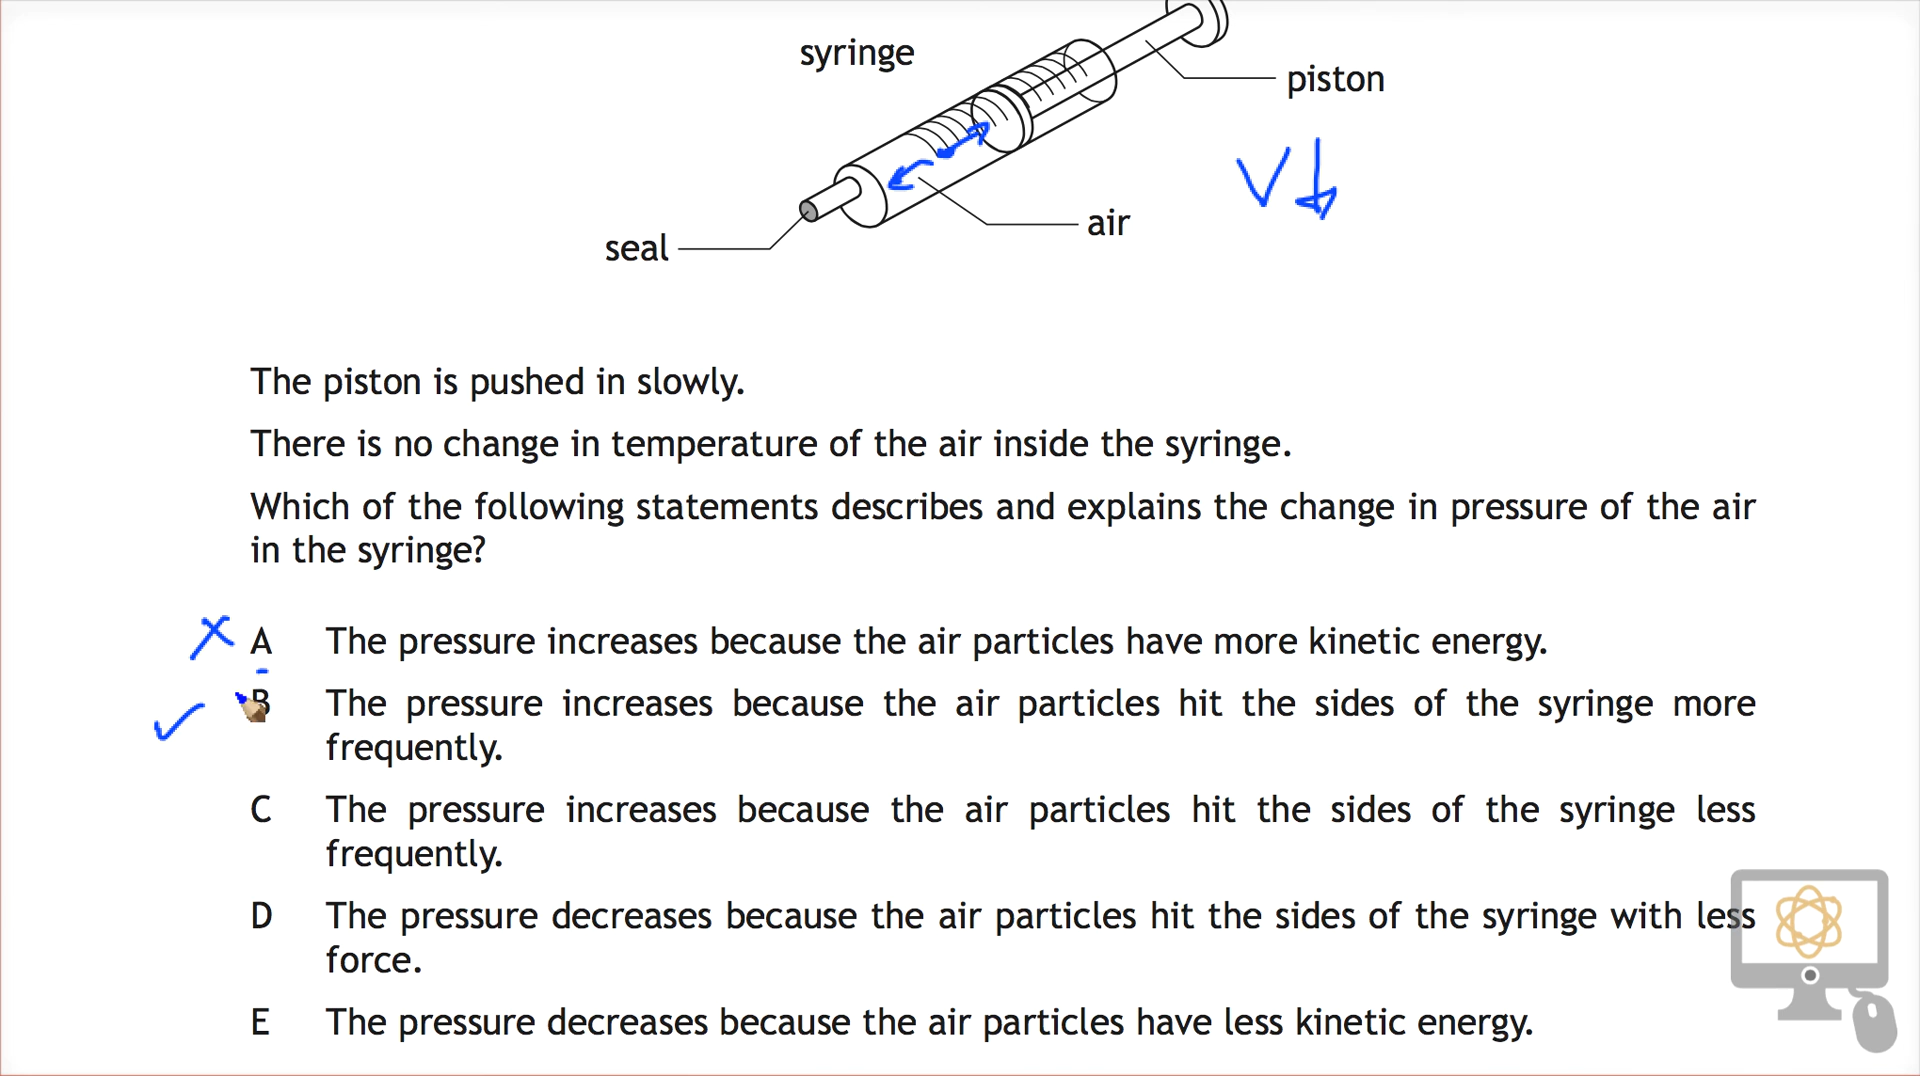 syringe
piston
V↓
air
seal
The piston is pushed in slowly.
There is no change in temperature of the air inside the syringe.
Which of the following statements describes and explains the change in pressure of the air
in the syringe?
A The pressure increases because the air particles have more kinetic energy.
B The pressure increases because the air particles hit the sides of the syringe more
frequently.
C The pressure increases because the air particles hit the sides of the syringe less
frequently.
D The pressure decreases because the air particles hit the sides of the syringe with less
force.
E The pressure decreases because the air particles have less kinetic energy.